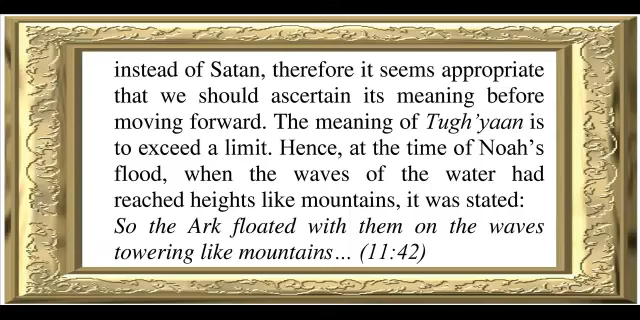 instead of Satan, therefore it seems appropriate
that we should ascertain its meaning before
moving forward. The meaning of Tugh’yaan is
to exceed a limit. Hence, at the time of Noah’s
flood, when the waves of the water had
reached heights like mountains, it was stated:
So the Ark floated with them on the waves
towering like mountains… (11:42)